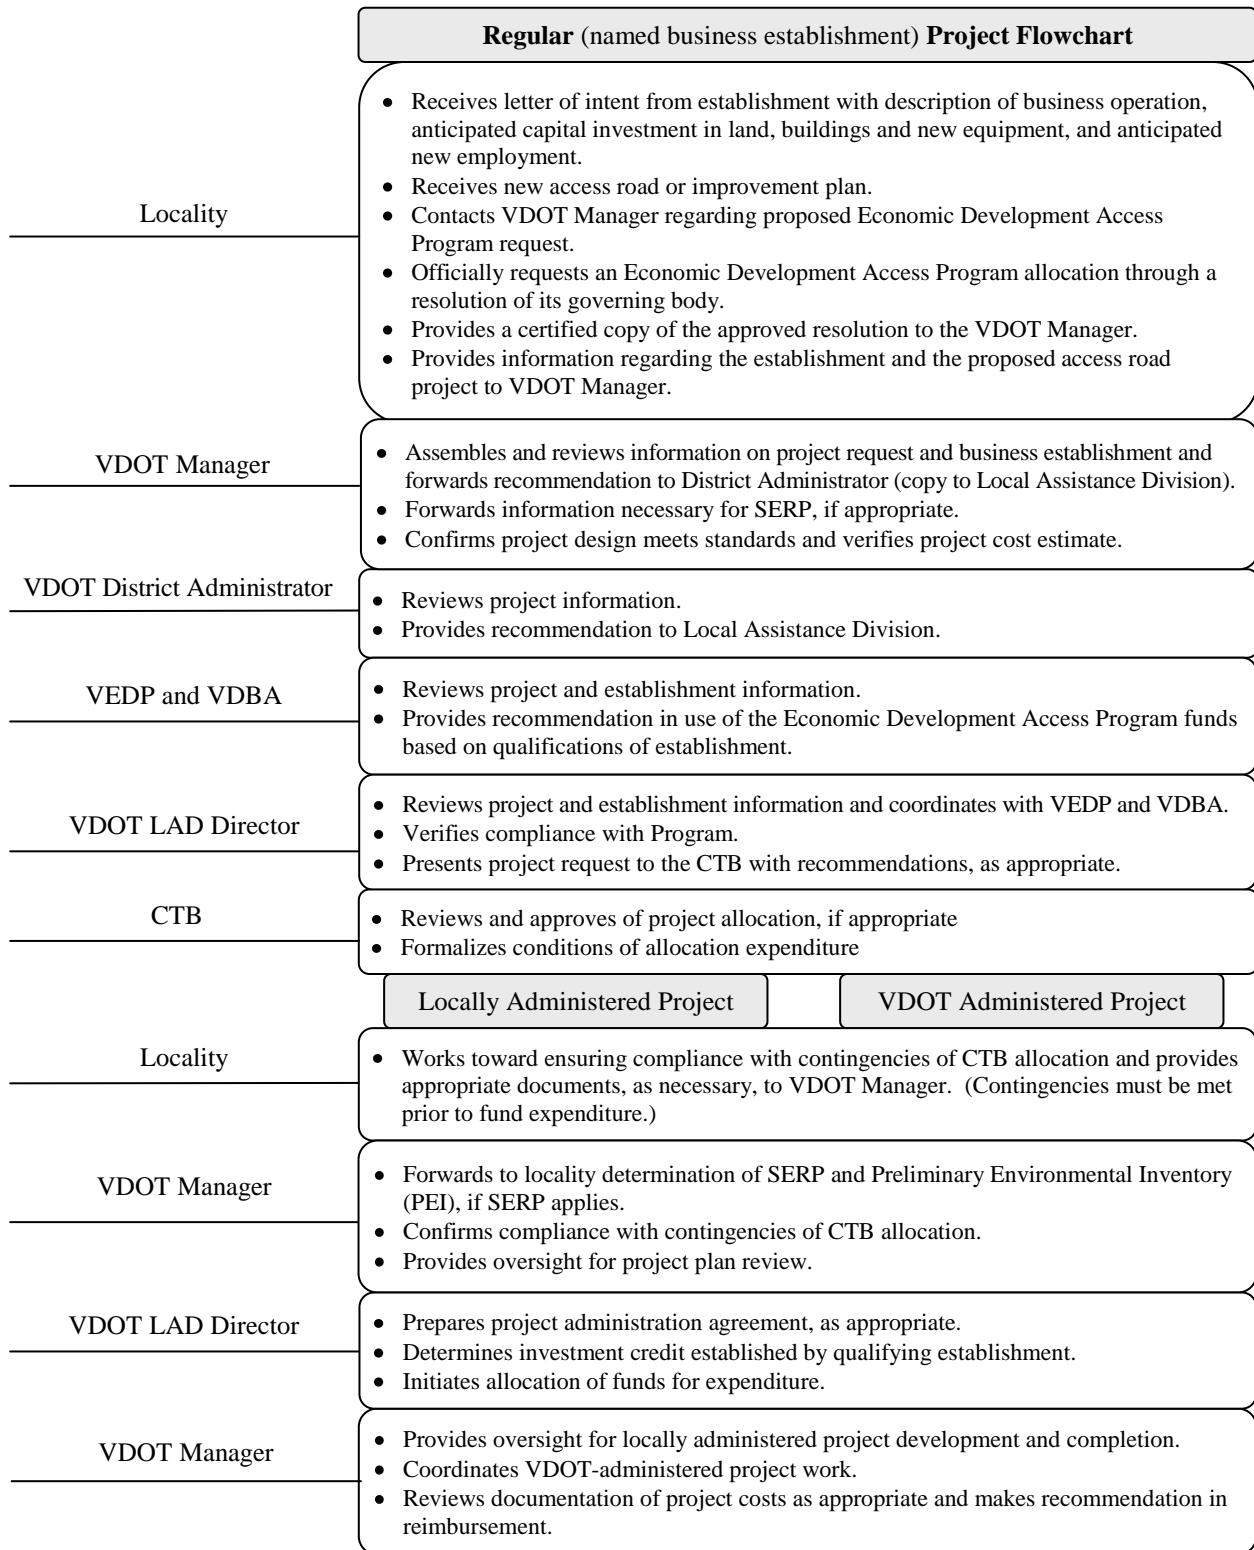 Regular (named business establishment) Project Flowchart
Locality
• Receives letter of intent from establishment with description of business operation,
anticipated capital investment in land, buildings and new equipment, and anticipated
new employment.
• Receives new access road or improvement plan.
• Contacts VDOT Manager regarding proposed Economic Development Access
Program request.
• Officially requests an Economic Development Access Program allocation through a
resolution of its governing body.
• Provides a certified copy of the approved resolution to the VDOT Manager.
• Provides information regarding the establishment and the proposed access road
project to VDOT Manager.
VDOT Manager
• Assembles and reviews information on project request and business establishment and
forwards recommendation to District Administrator (copy to Local Assistance Division).
• Forwards information necessary for SERP, if appropriate.
• Confirms project design meets standards and verifies project cost estimate.
VDOT District Administrator
• Reviews project information.
• Provides recommendation to Local Assistance Division.
VEDP and VDBA
• Reviews project and establishment information.
• Provides recommendation in use of the Economic Development Access Program funds
based on qualifications of establishment.
VDOT LAD Director
• Reviews project and establishment information and coordinates with VEDP and VDBA.
• Verifies compliance with Program.
• Presents project request to the CTB with recommendations, as appropriate.
CTB
• Reviews and approves of project allocation, if appropriate
• Formalizes conditions of allocation expenditure
Locally Administered Project
VDOT Administered Project
Locality
• Works toward ensuring compliance with contingencies of CTB allocation and provides
appropriate documents, as necessary, to VDOT Manager.  (Contingencies must be met
prior to fund expenditure.)
VDOT Manager
• Forwards to locality determination of SERP and Preliminary Environmental Inventory
(PEI), if SERP applies.
• Confirms compliance with contingencies of CTB allocation.
• Provides oversight for project plan review.
VDOT LAD Director
• Prepares project administration agreement, as appropriate.
• Determines investment credit established by qualifying establishment.
• Initiates allocation of funds for expenditure.
VDOT Manager
• Provides oversight for locally administered project development and completion.
• Coordinates VDOT-administered project work.
• Reviews documentation of project costs as appropriate and makes recommendation in
reimbursement.